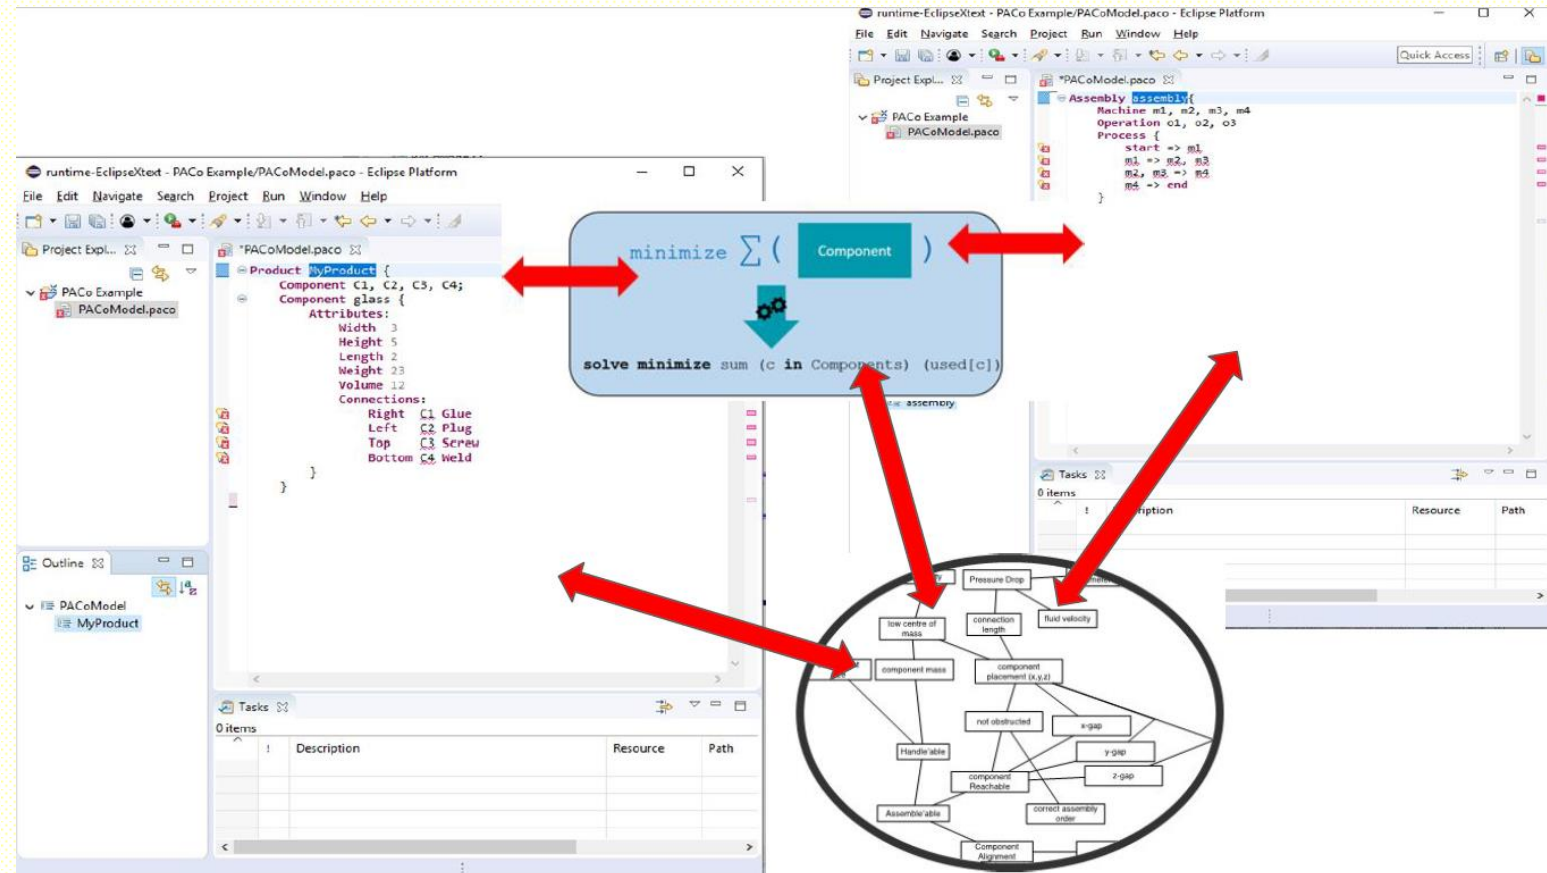 runtime-EclipseXtext - PACo Example/PACoModel.paco - Eclipse Platform
File Edit Navigate Search Project Run Window Help
Quick Access
Project Expl...
*PACoModel.paco
PACo Example
PACoModel.paco
Assembly assembly{
Machine m1, m2, m3, m4
Operation o1, o2, o3
Process {
start => m1
m1 => m2, m3
m2, m3 => m4
m4 => end
}
assembly
Tasks
0 items
! Description Resource Path
runtime-EclipseXtext - PACo Example/PACoModel.paco - Eclipse Platform
File Edit Navigate Search Project Run Window Help
Project Expl...
*PACoModel.paco
PACo Example
PACoModel.paco
Product MyProduct {
Component C1, C2, C3, C4;
Component glass {
Attributes:
Width 3
Height 5
Length 2
Weight 23
Volume 12
Connections:
Right C1 Glue
Left C2 Plug
Top C3 Screw
Bottom C4 Weld
}
}
Outline
PACoModel
MyProduct
Tasks
0 items
! Description Resource Path
minimize ∑ ( Component )
solve minimize sum (c in Components) (used[c])
Pressure Drop
low centre of
mass
connection
length
fluid velocity
component mass
component
placement (x,y,z)
not obstructed
x-gap
Handle'able
y-gap
component
Reachable
z-gap
Assemble'able
correct assembly
order
Component
Alignment